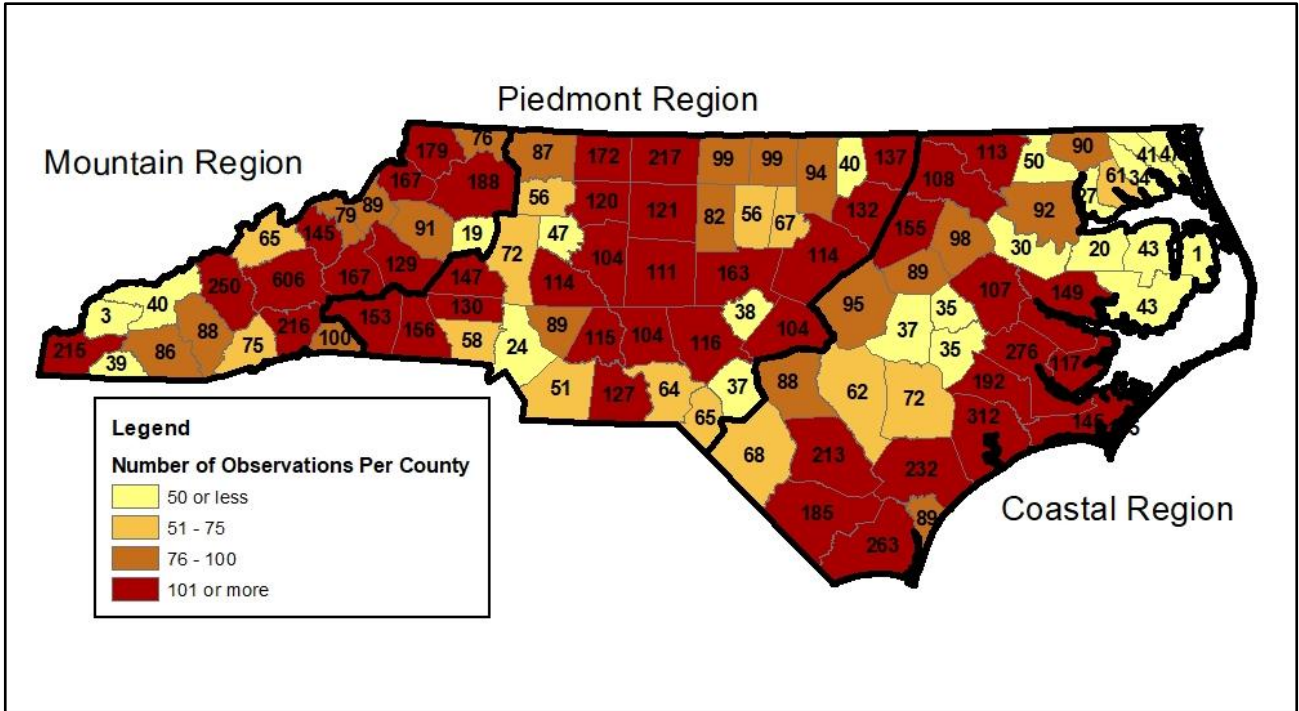 Piedmont Region
Mountain Region
Coastal Region
179 76 87 172 217 99 99 94 40 137 113 50 90 41 47
167 188 56 120 121 82 56 67 132 108 92 61 34 27
79 89 91 19 47 155 98 30 20 43 1
65 145 72 104 111 163 114 89 43
250 606 167 129 147 114 95 107 149
40 3 88 216 153 130 38 35 37 35
215 39 86 75 100 156 58 24 89 115 104 116 104 276 117
51 127 64 37 88 62 72 192 312 145
65 68 213 232
185 89
263
Legend
Number of Observations Per County
50 or less
51 - 75
76 - 100
101 or more